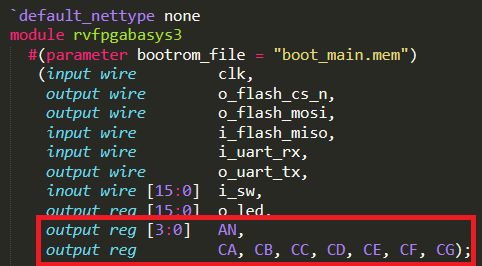 `default_nettype none
module rvfpgabasys3
#(parameter bootrom_file = "boot_main.mem")
(input wire clk,
output wire o_flash_cs_n,
output wire o_flash_mosi,
input wire i_flash_miso,
input wire i_uart_rx,
output wire o_uart_tx,
inout wire [15:0] i_sw,
output reg [15:0] o_led,
output reg [3:0] AN,
output reg CA, CB, CC, CD, CE, CF, CG);